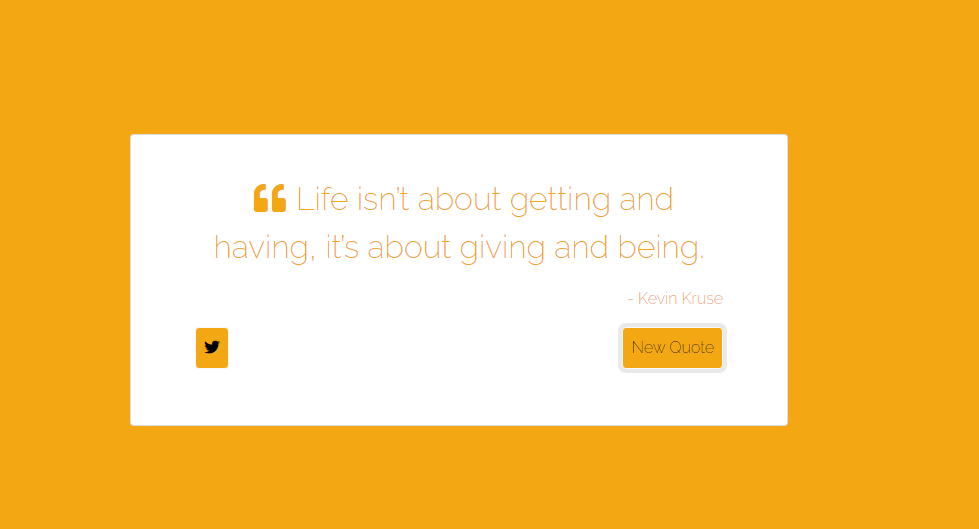 Life isn't about getting and
having, it's about giving and being.
- Kevin Kruse
New Quote